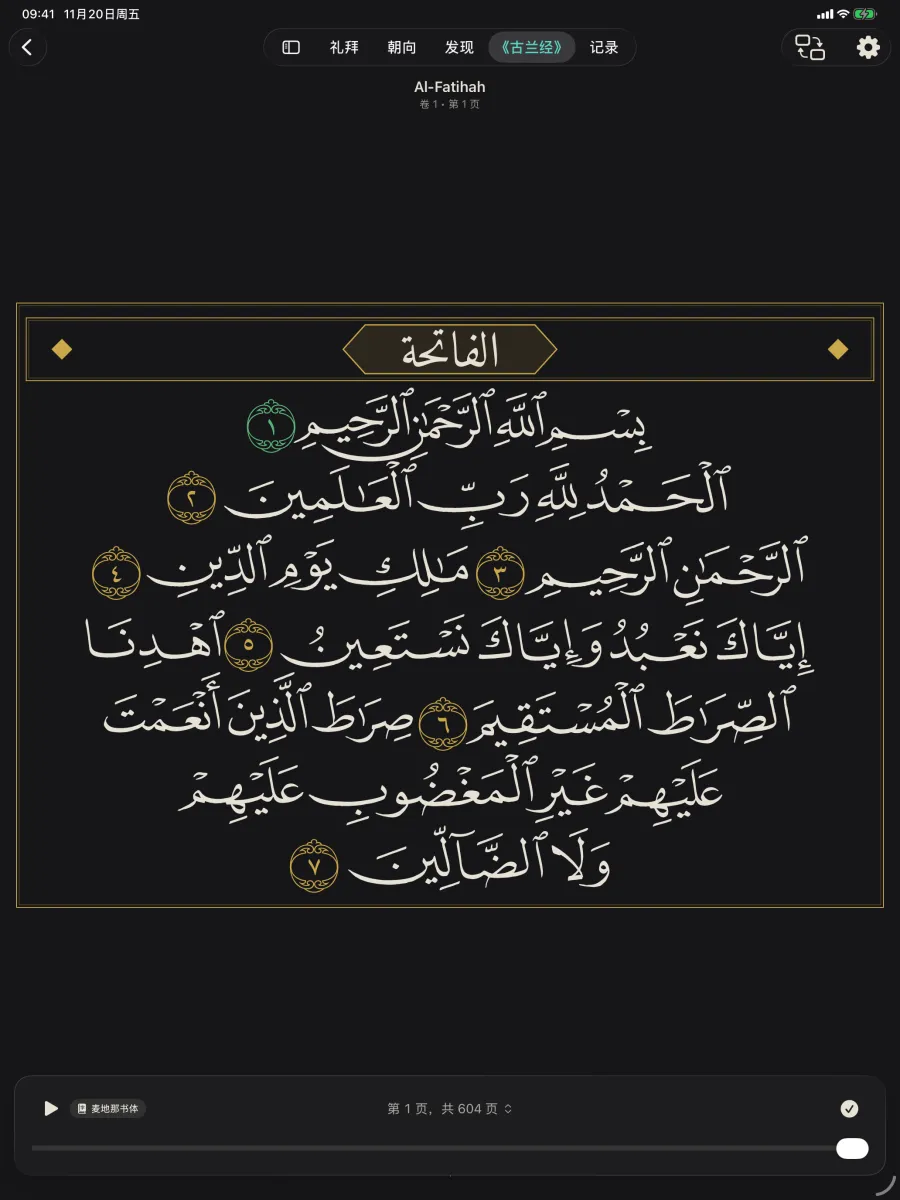 09:41 11月20日周五
礼拜 朝向 发现 《古兰经》 记录
Al-Fatihah
卷 1 • 第 1 页
الفاتحة
بِسْمِ ٱللَّهِ ٱلرَّحْمَٰنِ ٱلرَّحِيمِ ١
ٱلْحَمْدُ لِلَّهِ رَبِّ ٱلْعَٰلَمِينَ ٢
ٱلرَّحْمَٰنِ ٱلرَّحِيمِ ٣ مَٰلِكِ يَوْمِ ٱلدِّينِ ٤
إِيَّاكَ نَعْبُدُ وَإِيَّاكَ نَسْتَعِينُ ٥ ٱهْدِنَا
ٱلصِّرَٰطَ ٱلْمُسْتَقِيمَ ٦ صِرَٰطَ ٱلَّذِينَ أَنْعَمْتَ
عَلَيْهِمْ غَيْرِ ٱلْمَغْضُوبِ عَلَيْهِمْ
وَلَا ٱلضَّآلِّينَ ٧
麦地那书体
第 1 页，共 604 页